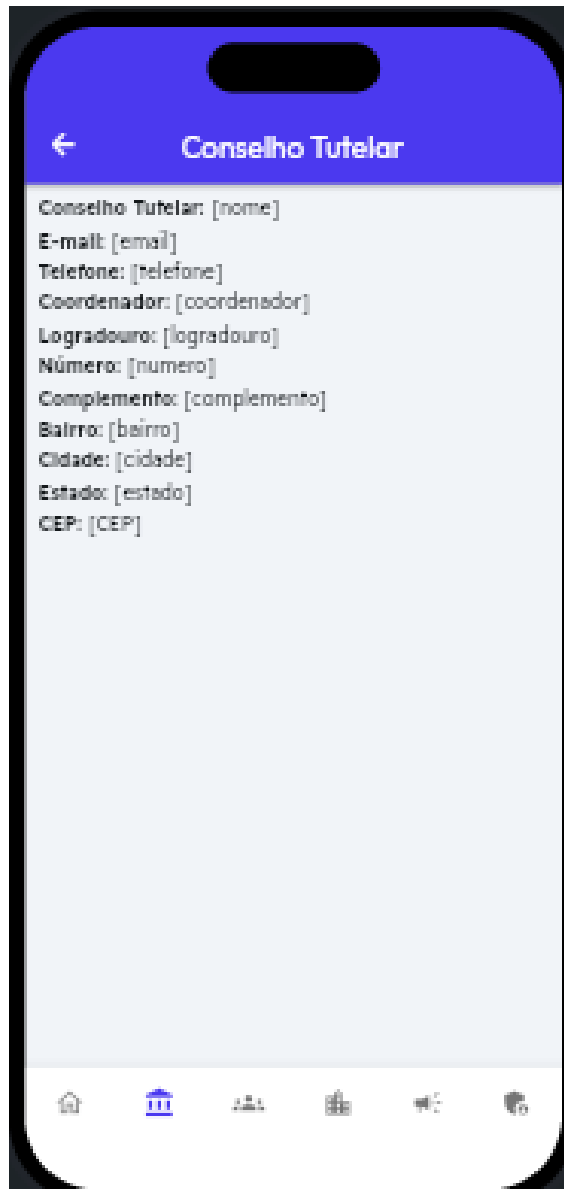 Conselho Tutelar
Conselho Tutelar: [nome]
E-mail: [email]
Telefone: [telefone]
Coordenador: [coordenador]
Logradouro: [logradouro]
Número: [numero]
Complemento: [complemento]
Bairro: [bairro]
Cidade: [cidade]
Estado: [estado]
CEP: [CEP]